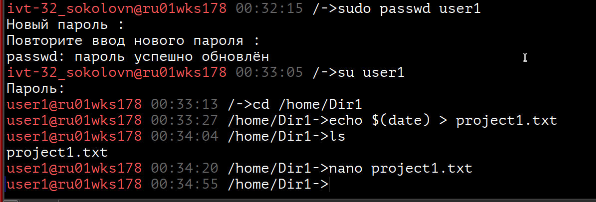 ivt-32_sokolovn@ru01wks178 00:32:15 /->sudo passwd user1
Новый пароль :
Повторите ввод нового пароля :
passwd: пароль успешно обновлён
ivt-32_sokolovn@ru01wks178 00:33:05 /->su user1
Пароль:
user1@ru01wks178 00:33:13 /->cd /home/Dir1
user1@ru01wks178 00:33:27 /home/Dir1->echo $(date) > project1.txt
user1@ru01wks178 00:34:04 /home/Dir1->ls
project1.txt
user1@ru01wks178 00:34:20 /home/Dir1->nano project1.txt
user1@ru01wks178 00:34:55 /home/Dir1->